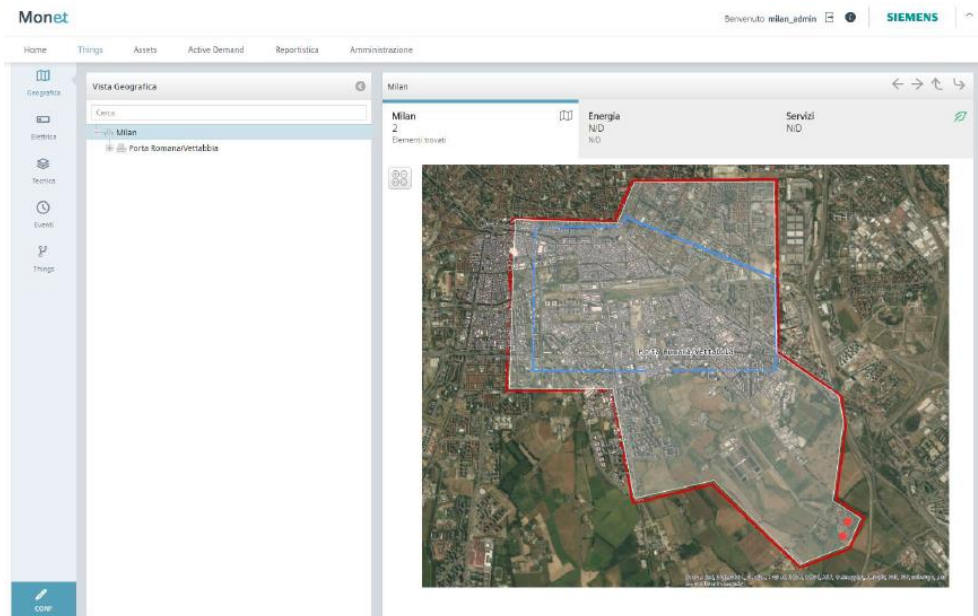 Monet
Benvenuto milan_admin
SIEMENS
Home Things Assets Active Demand Reportistica Amministrazione
Geografica
Elettrica
Tecnica
Eventi
Things
CONF
Vista Geografica
Cerca
Milan
Porta Romana/Vettabbia
Milan
Milan
2
Elementi trovati
Energia
N/D
N/D
Servizi
N/D
Porta Romana/Vettabbia